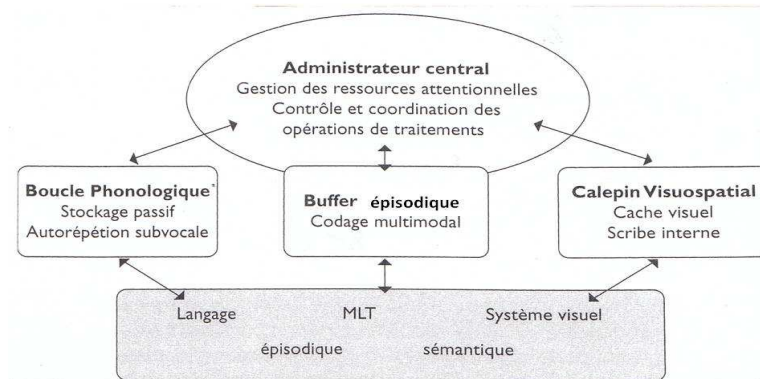 Administrateur central
Gestion des ressources attentionnelles
Contrôle et coordination des
opérations de traitements
Boucle Phonologique*
Stockage passif
Autorépétition subvocale
Buffer épisodique
Codage multimodal
Calepin Visuospatial
Cache visuel
Scribe interne
Langage MLT Système visuel
épisodique sémantique